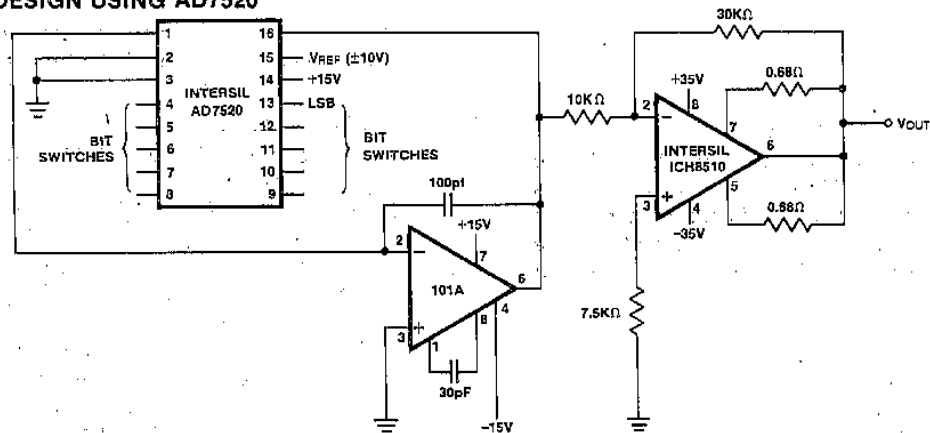 DESIGN USING AD7520
1
2
3
4
5
6
7
8
INTERSIL
AD7520
16
15
14
13
12
11
10
9
VREF (±10V)
+15V
LSB
BIT
SWITCHES
BIT
SWITCHES
100pf
2
+15V
7
−
101A
6
+
3
1
8
4
30pF
−15V
30KΩ
10KΩ
+35V
8
2
−
0.68Ω
7
INTERSIL
ICH8510
6
VOUT
+
3
4
−35V
5
0.68Ω
7.5KΩ